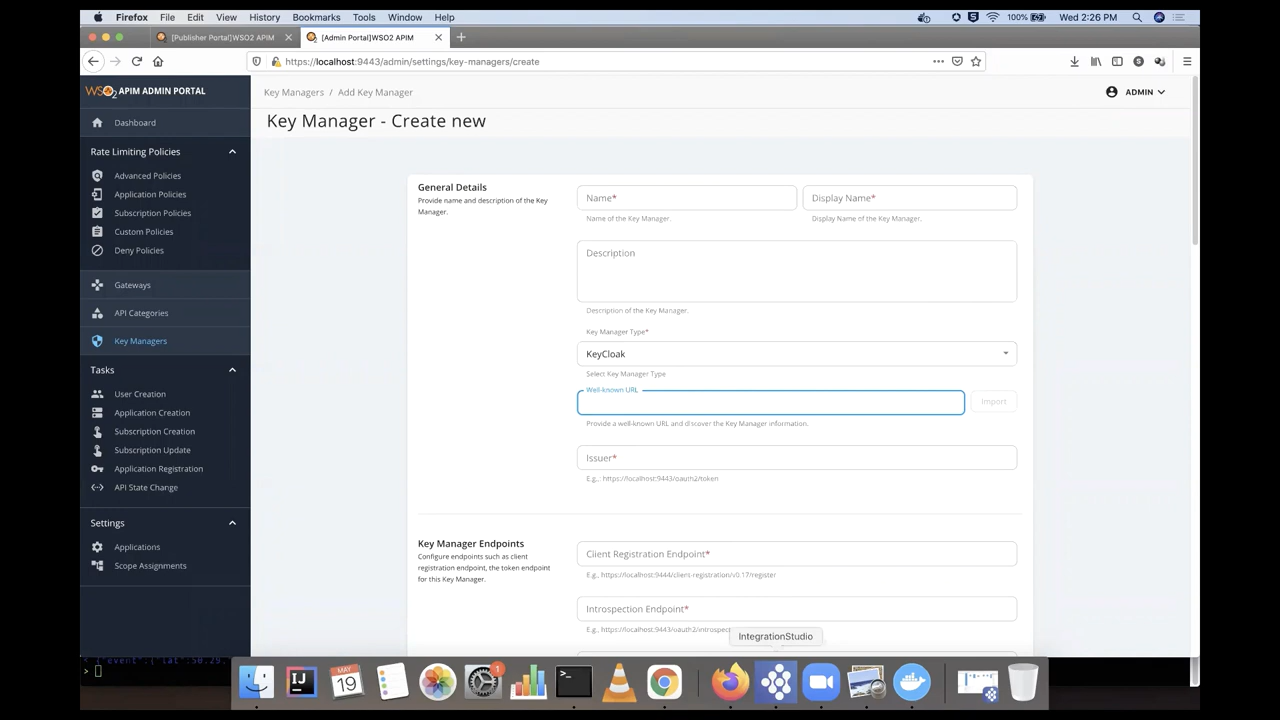 Firefox File Edit View History Bookmarks Tools Window Help
100% Wed 2:26 PM
[Publisher Portal]WSO2 APIM
[Admin Portal]WSO2 APIM
https://localhost:9443/admin/settings/key-managers/create
WSO2 APIM ADMIN PORTAL
Key Managers / Add Key Manager
ADMIN
Key Manager - Create new
Dashboard
Rate Limiting Policies
Advanced Policies
Application Policies
Subscription Policies
Custom Policies
Deny Policies
Gateways
API Categories
Key Managers
Tasks
User Creation
Application Creation
Subscription Creation
Subscription Update
Application Registration
API State Change
Settings
Applications
Scope Assignments
General Details
Provide name and description of the Key
Manager.
Name*
Name of the Key Manager.
Display Name*
Display Name of the Key Manager.
Description
Description of the Key Manager.
Key Manager Type*
KeyCloak
Select Key Manager Type
Well-known URL
Import
Provide a well-known URL and discover the Key Manager information.
Issuer*
E.g.,: https://localhost:9443/oauth2/token
Key Manager Endpoints
Configure endpoints such as client
registration endpoint, the token endpoint
for this Key Manager.
Client Registration Endpoint*
E.g., https://localhost:9444/client-registration/v0.17/register
Introspection Endpoint*
E.g., https://localhost:9443/oauth2/introspec
IntegrationStudio
MAY
19
1